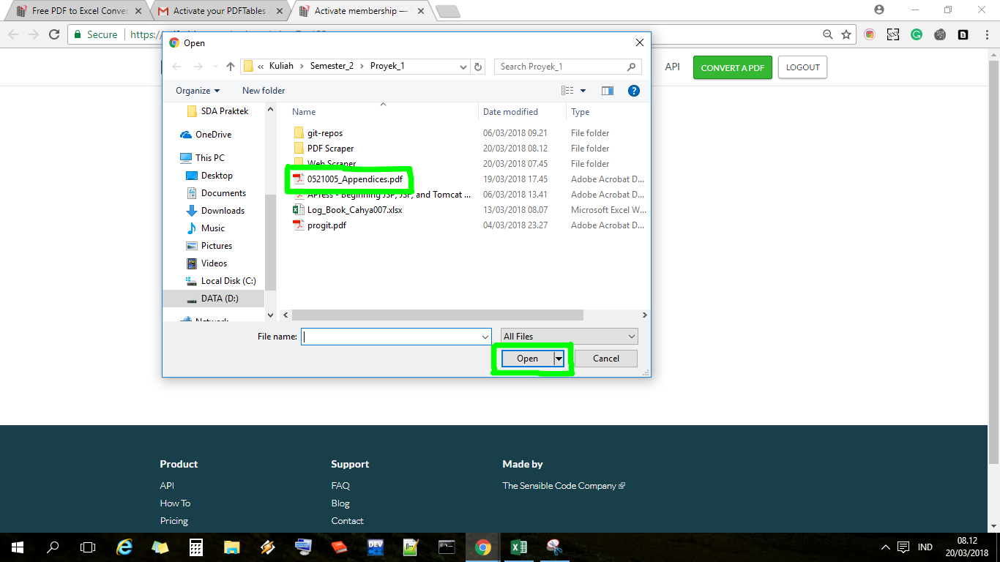 Free PDF to Excel Conver
Activate your PDFTables A
Activate membership —
Secure
https://
Open
Kuliah
Semester_2
Proyek_1
Search Proyek_1
API
CONVERT A PDF
LOGOUT
Organize
New folder
Name
Date modified
Type
SDA Praktek
OneDrive
This PC
Desktop
Documents
Downloads
Music
Pictures
Videos
Local Disk (C:)
DATA (D:)
Network
git-repos 06/03/2018 09.21 File folder
PDF Scraper 20/03/2018 08.12 File folder
Web Scraper 20/03/2018 07.45 File folder
0521005_Appendices.pdf 19/03/2018 17.45 Adobe Acrobat D...
APress - Beginning JSP, JSF, and Tomcat ... 06/03/2018 13.41 Adobe Acrobat D...
Log_Book_Cahya007.xlsx 13/03/2018 08.07 Microsoft Excel W...
progit.pdf 04/03/2018 23.27 Adobe Acrobat D...
File name:
All Files
Open
Cancel
Product
API
How To
Pricing
Support
FAQ
Blog
Contact
Made by
The Sensible Code Company
DEV
IND
08.12
20/03/2018